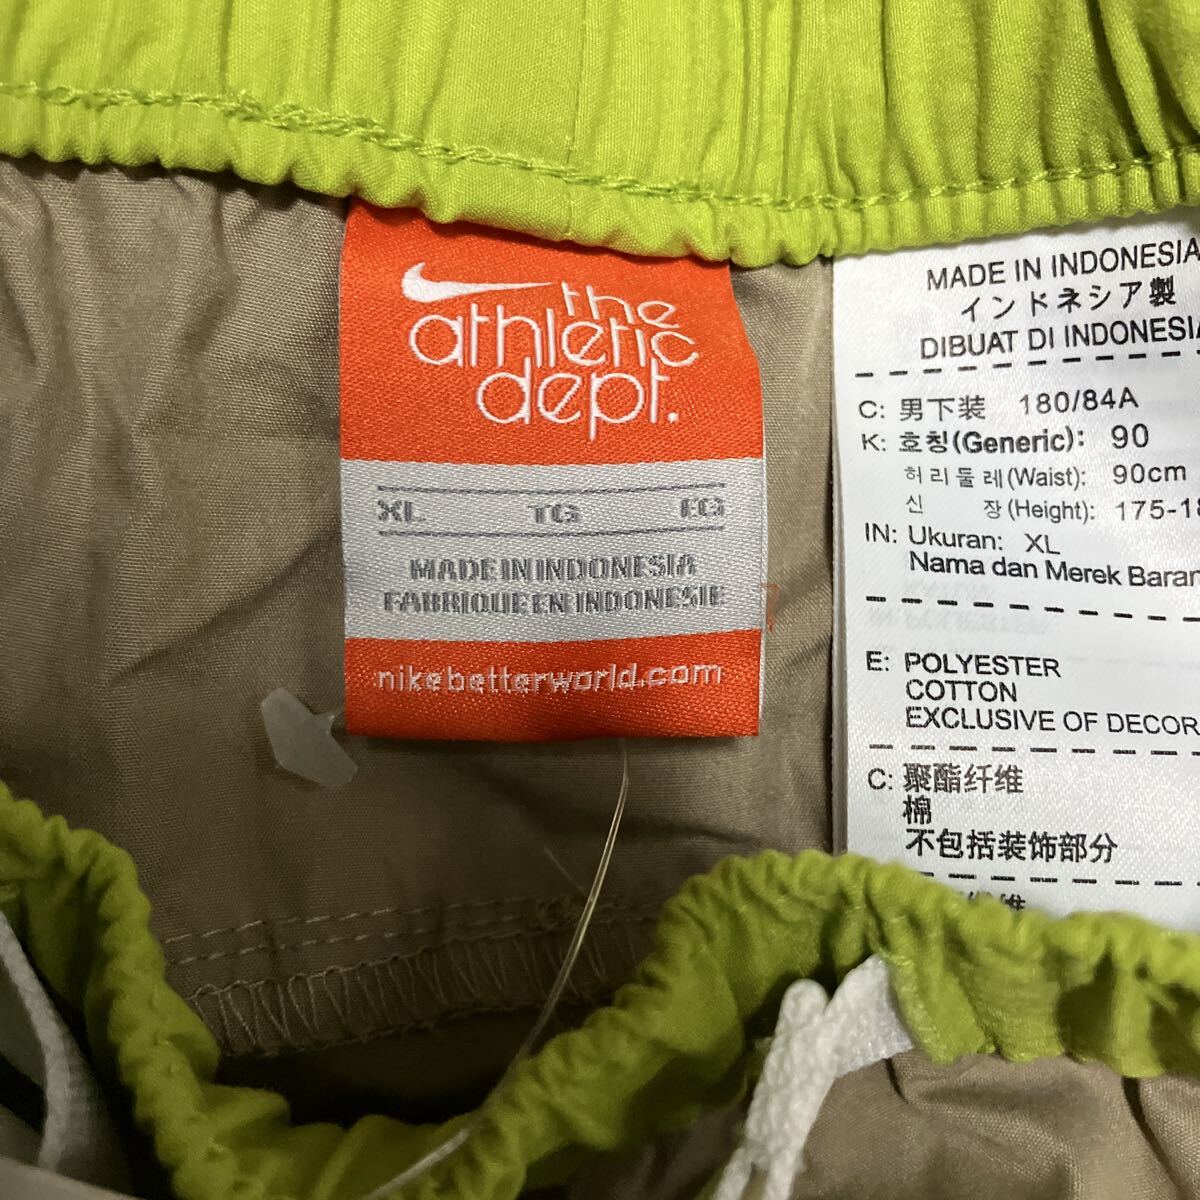 the
athletic
dept.
XL TG EG
MADE IN INDONESIA
FABRIQUE EN INDONESIE
nikebetterworld.com
MADE IN INDONESIA
インドネシア製
DIBUAT DI INDONESIA
C: 男下装 180/84A
K: 호칭(Generic): 90
허리둘레(Waist): 90cm
신 장(Height): 175-18
IN: Ukuran: XL
Nama dan Merek Baran
E: POLYESTER
COTTON
EXCLUSIVE OF DECOR
C: 聚酯纤维
棉
不包括装饰部分